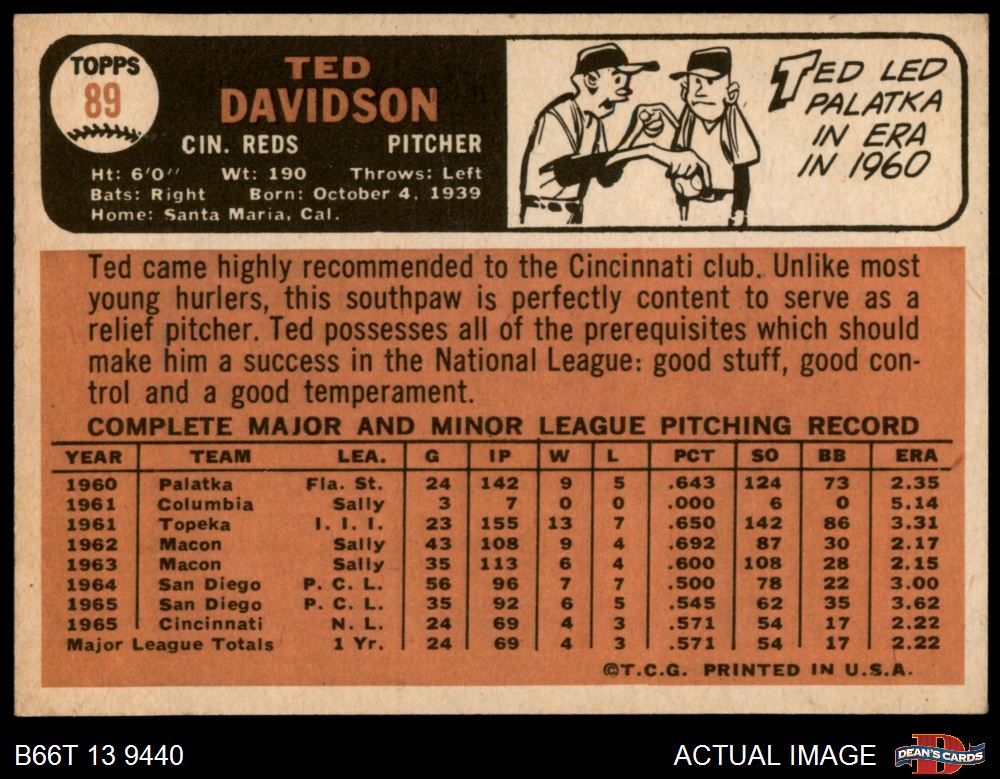 TOPPS
89
TED
DAVIDSON
CIN. REDS PITCHER
Ht: 6'0" Wt: 190 Throws: Left
Bats: Right Born: October 4, 1939
Home: Santa Maria, Cal.
TED LED
PALATKA
IN ERA
IN 1960
Ted came highly recommended to the Cincinnati club. Unlike most
young hurlers, this southpaw is perfectly content to serve as a
relief pitcher. Ted possesses all of the prerequisites which should
make him a success in the National League: good stuff, good con-
trol and a good temperament.
COMPLETE MAJOR AND MINOR LEAGUE PITCHING RECORD
YEAR TEAM LEA. G IP W L PCT SO BB ERA
1960 Palatka Fla. St. 24 142 9 5 .643 124 73 2.35
1961 Columbia Sally 3 7 0 0 .000 6 0 5.14
1961 Topeka I. I. I. 23 155 13 7 .650 142 86 3.31
1962 Macon Sally 43 108 9 4 .692 87 30 2.17
1963 Macon Sally 35 113 6 4 .600 108 28 2.15
1964 San Diego P. C. L. 56 96 7 7 .500 78 22 3.00
1965 San Diego P. C. L. 35 92 6 5 .545 62 35 3.62
1965 Cincinnati N. L. 24 69 4 3 .571 54 17 2.22
Major League Totals 1 Yr. 24 69 4 3 .571 54 17 2.22
©T.C.G. PRINTED IN U.S.A.
B66T 13 9440 ACTUAL IMAGE
D
DEAN'S CARDS